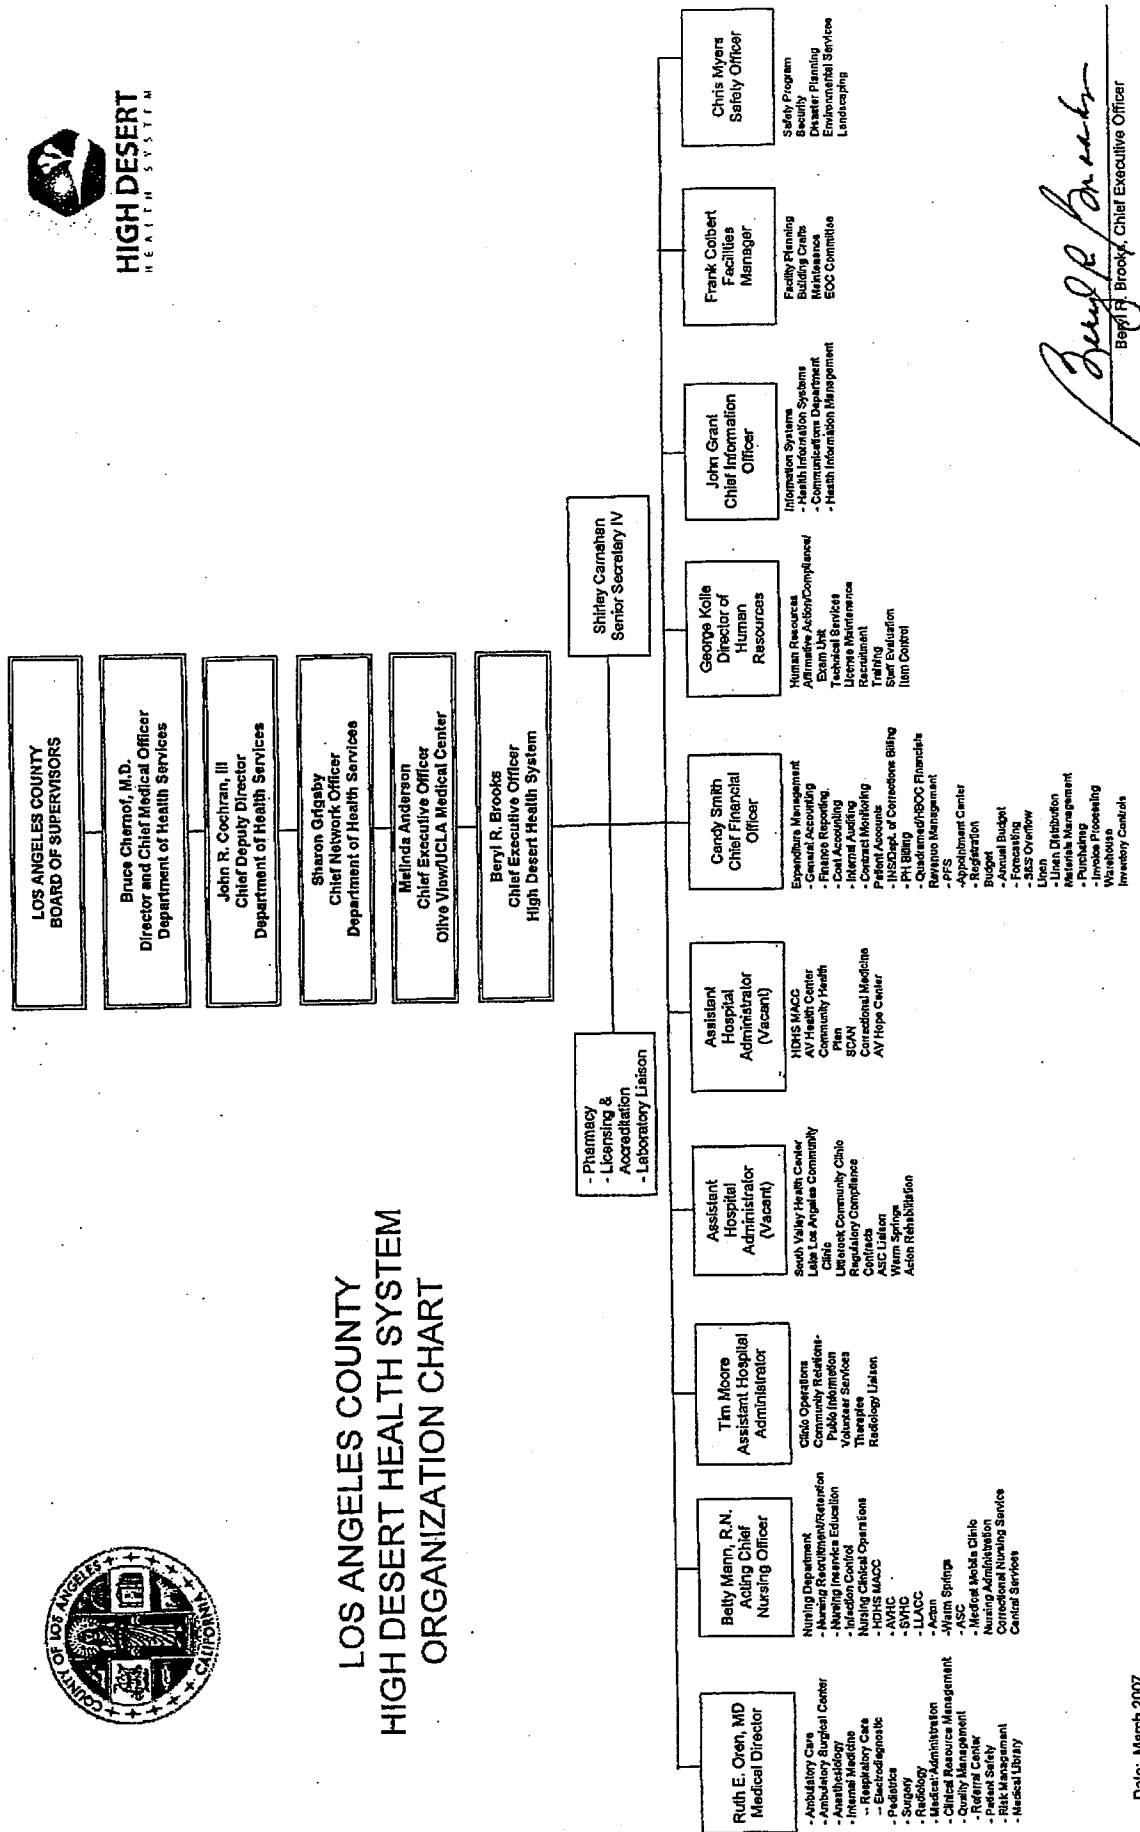 COUNTY OF LOS ANGELES
CALIFORNIA
HIGH DESERT
HEALTH SYSTEM
LOS ANGELES COUNTY
HIGH DESERT HEALTH SYSTEM
ORGANIZATION CHART
LOS ANGELES COUNTY
BOARD OF SUPERVISORS
Bruce Chernof, M.D.
Director and Chief Medical Officer
Department of Health Services
John R. Cochran, III
Chief Deputy Director
Department of Health Services
Sharon Grigsby
Chief Network Officer
Department of Health Services
Melinda Anderson
Chief Executive Officer
Olive View/UCLA Medical Center
Beryl R. Brooks
Chief Executive Officer
High Desert Health System
- Pharmacy
- Licensing &
Accreditation
- Laboratory Liaison
Shirley Carnahan
Senior Secretary IV
Ruth E. Oren, MD
Medical Director
- Ambulatory Care
- Ambulatory Surgical Center
- Anesthesiology
- Internal Medicine
-- Respiratory Care
-- Electrodiagnostic
- Pediatrics
- Surgery
- Radiology
- Medical Administration
- Clinical Resource Management
- Quality Management
- Referral Center
- Patient Safety
- Risk Management
- Medical Library
Betty Mann, R.N.
Acting Chief
Nursing Officer
Nursing Department
- Nursing Recruitment/Retention
- Nursing Inservice Education
- Infection Control
Nursing Clinical Operations
- HDHS MACC
- AVHC
- SVHC
- LLACC
- Acton
-Warm Springs
- ASC
- Medical Mobile Clinic
Nursing Administration
Correctional Nursing Service
Central Services
Tim Moore
Assistant Hospital
Administrator
Clinic Operations
Community Relations-
Public Information
Volunteer Services
Therapies
Radiology Liaison
Assistant
Hospital
Administrator
(Vacant)
South Valley Health Center
Lake Los Angeles Community
Clinic
Littlerock Community Clinic
Regulatory Compliance
Contracts
ASC Liaison
Warm Springs
Acton Rehabilitation
Assistant
Hospital
Administrator
(Vacant)
HDHS MACC
AV Health Center
Community Health
Plan
SCAN
Correctional Medicine
AV Hope Center
Candy Smith
Chief Financial
Officer
Expenditure Management
- General Accounting
- Finance Reporting
- Cost Accounting
- Internal Auditing
- Contract Monitoring
Patient Accounts
- INS/Dept. of Corrections Billing
- PH Billing
- Quadramed/HBOC Financials
Revenue Management
- PFS
-Appointment Center
- Registration
Budget
- Annual Budget
- Forecasting
- S&S Overflow
Linen
- Linen Distribution
Materials Management
- Purchasing
- Invoice Processing
Warehouse
Inventory Controls
George Kolle
Director of
Human
Resources
Human Resources
Affirmative Action/Compliance/
Exam Unit
Technical Services
License Maintenance
Recruitment
Training
Staff Evaluation
Item Control
John Grant
Chief Information
Officer
Information Systems
- Health Information Systems
- Communications Department
- Health Information Management
Frank Colbert
Facilities
Manager
Facility Planning
Building Crafts
Maintenance
EOC Committee
Chris Myers
Safety Officer
Safety Program
Security
Disaster Planning
Environmental Services
Landscaping
Beryl R. Brooks
Beryl R. Brooks, Chief Executive Officer
Date: March 2007